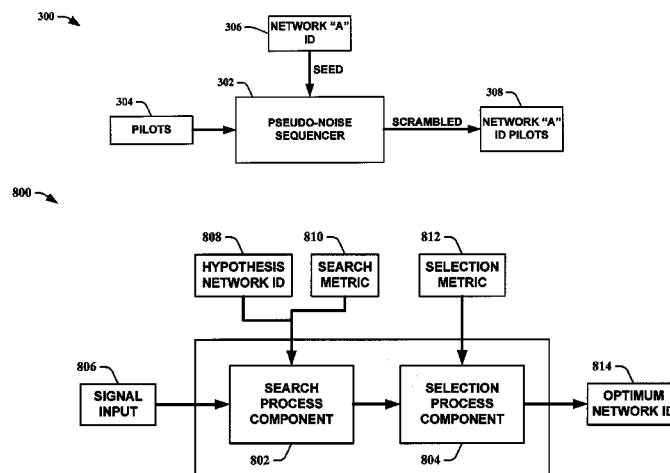 300
306
NETWORK "A"
ID
SEED
302
304
308
PILOTS
PSEUDO-NOISE
SEQUENCER
SCRAMBLED
NETWORK "A"
ID PILOTS
800
808
810
812
HYPOTHESIS
NETWORK ID
SEARCH
METRIC
SELECTION
METRIC
806
814
SIGNAL
INPUT
SEARCH
PROCESS
COMPONENT
SELECTION
PROCESS
COMPONENT
OPTIMUM
NETWORK ID
802
804